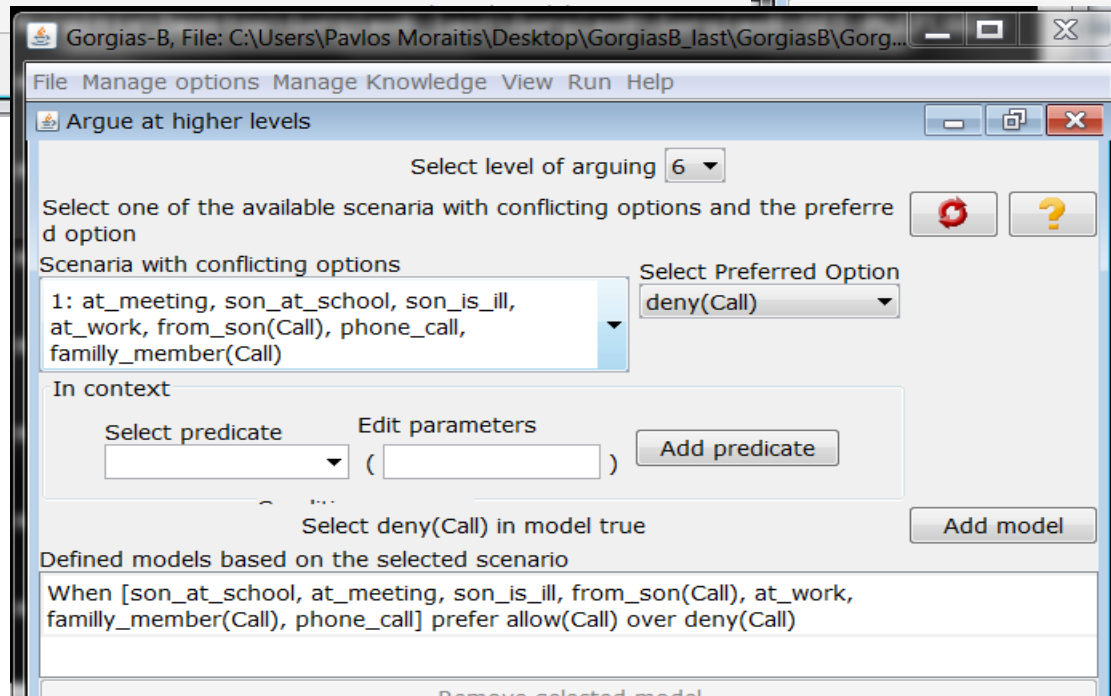 Gorgias-B, File: C:\Users\Pavlos Moraitis\Desktop\GorgiasB_last\GorgiasB\Gorg...
File Manage options Manage Knowledge View Run Help
Argue at higher levels
Select level of arguing 6
Select one of the available scenaria with conflicting options and the preferre
d option
Scenaria with conflicting options
Select Preferred Option
1: at_meeting, son_at_school, son_is_ill,
at_work, from_son(Call), phone_call,
familly_member(Call)
deny(Call)
In context
Select predicate
Edit parameters
( )
Add predicate
Select deny(Call) in model true
Add model
Defined models based on the selected scenario
When [son_at_school, at_meeting, son_is_ill, from_son(Call), at_work,
familly_member(Call), phone_call] prefer allow(Call) over deny(Call)
Remove selected model